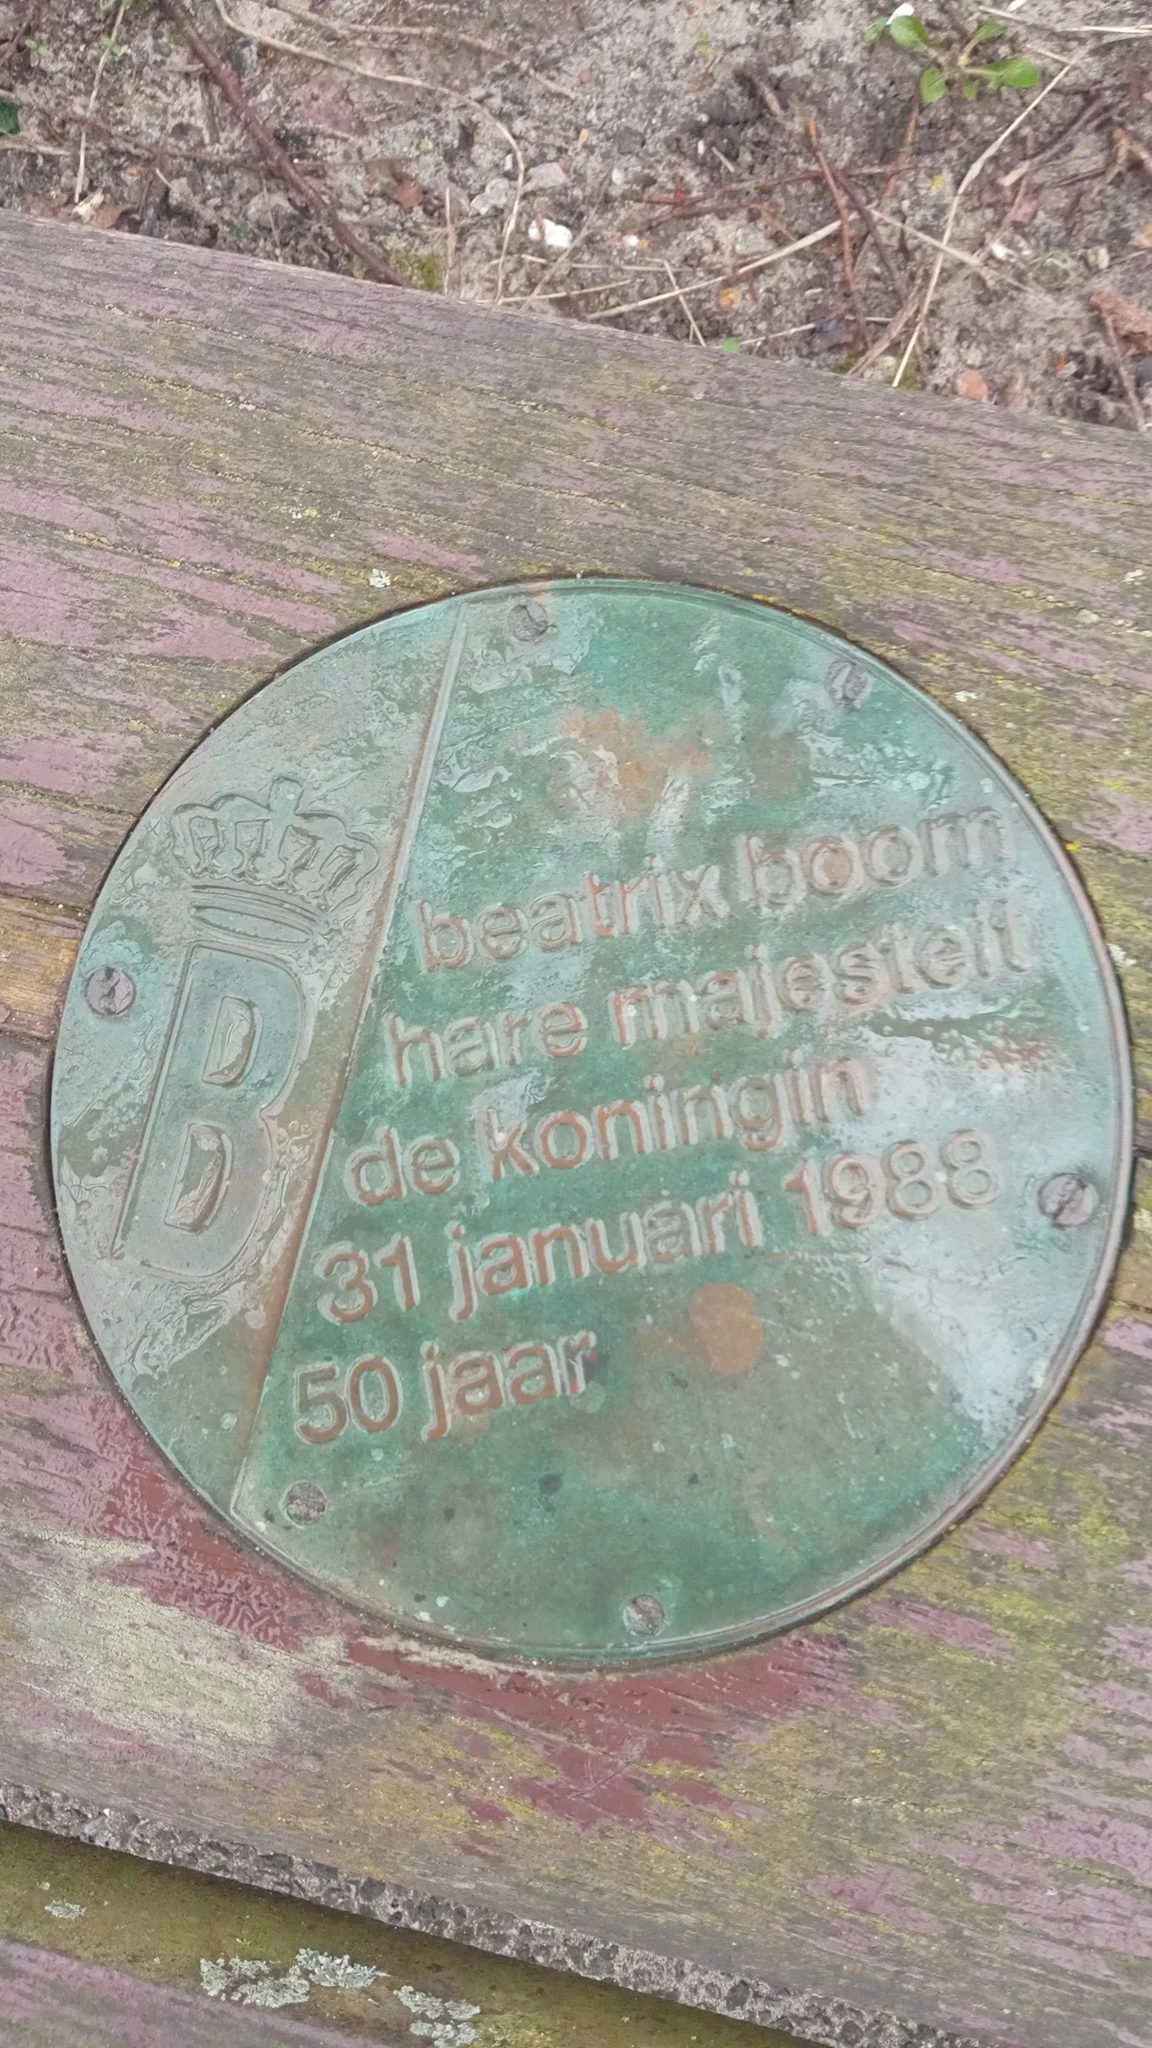 B
beatrix boom
hare majesteit
de koningin
31 januari 1988
50 jaar